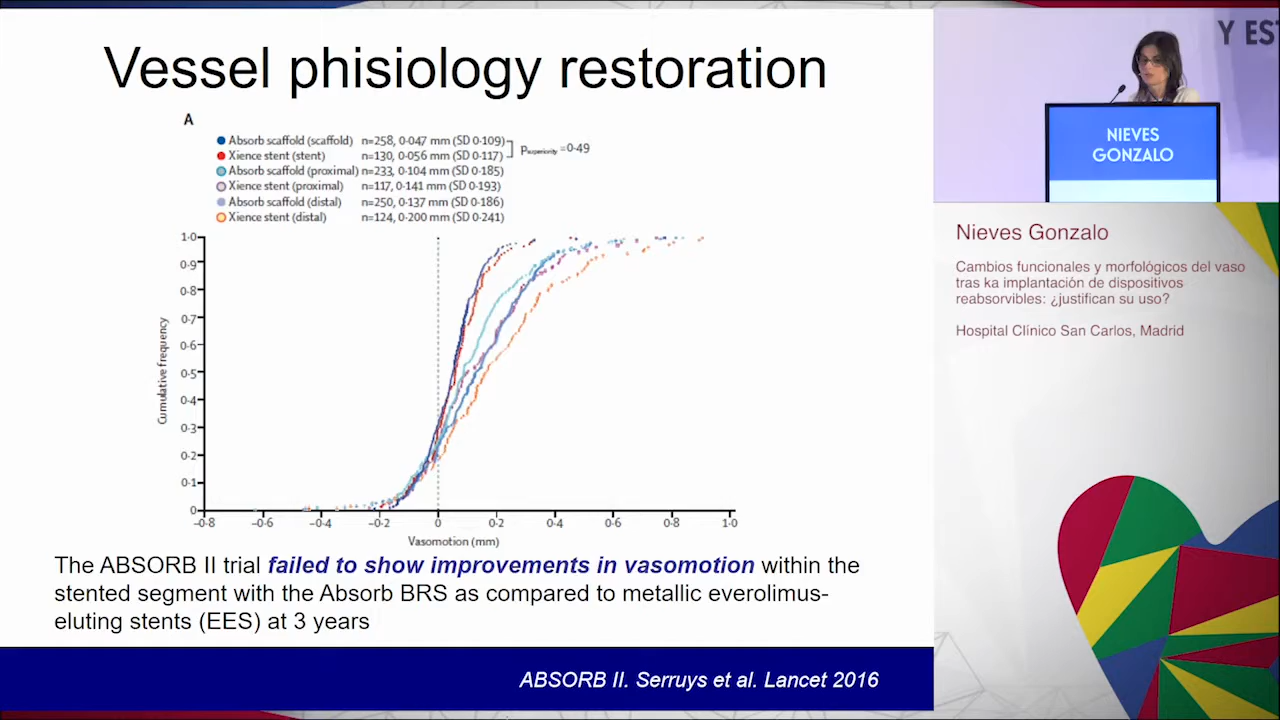 Vessel phisiology restoration
A
Absorb scaffold (scaffold) n=258, 0·047 mm (SD 0·109)
Xience stent (stent) n=130, 0·056 mm (SD 0·117)
Absorb scaffold (proximal) n=233, 0·104 mm (SD 0·185)
Xience stent (proximal) n=117, 0·141 mm (SD 0·193)
Absorb scaffold (distal) n=250, 0·137 mm (SD 0·186)
Xience stent (distal) n=124, 0·200 mm (SD 0·241)
psuperiority=0·49
1·0
0·9
0·8
0·7
0·6
0·5
0·4
0·3
0·2
0·1
0
Cumulative frequency
–0·8 –0·6 –0·4 –0·2 0 0·2 0·4 0·6 0·8 1·0
Vasomotion (mm)
The ABSORB II trial failed to show improvements in vasomotion within the
stented segment with the Absorb BRS as compared to metallic everolimus-
eluting stents (EES) at 3 years
ABSORB II. Serruys et al. Lancet 2016
Y ES
NIEVES
GONZALO
Nieves Gonzalo
Cambios funcionales y morfológicos del vaso
tras ka implantación de dispositivos
reabsorvibles: ¿justifican su uso?
Hospital Clínico San Carlos, Madrid